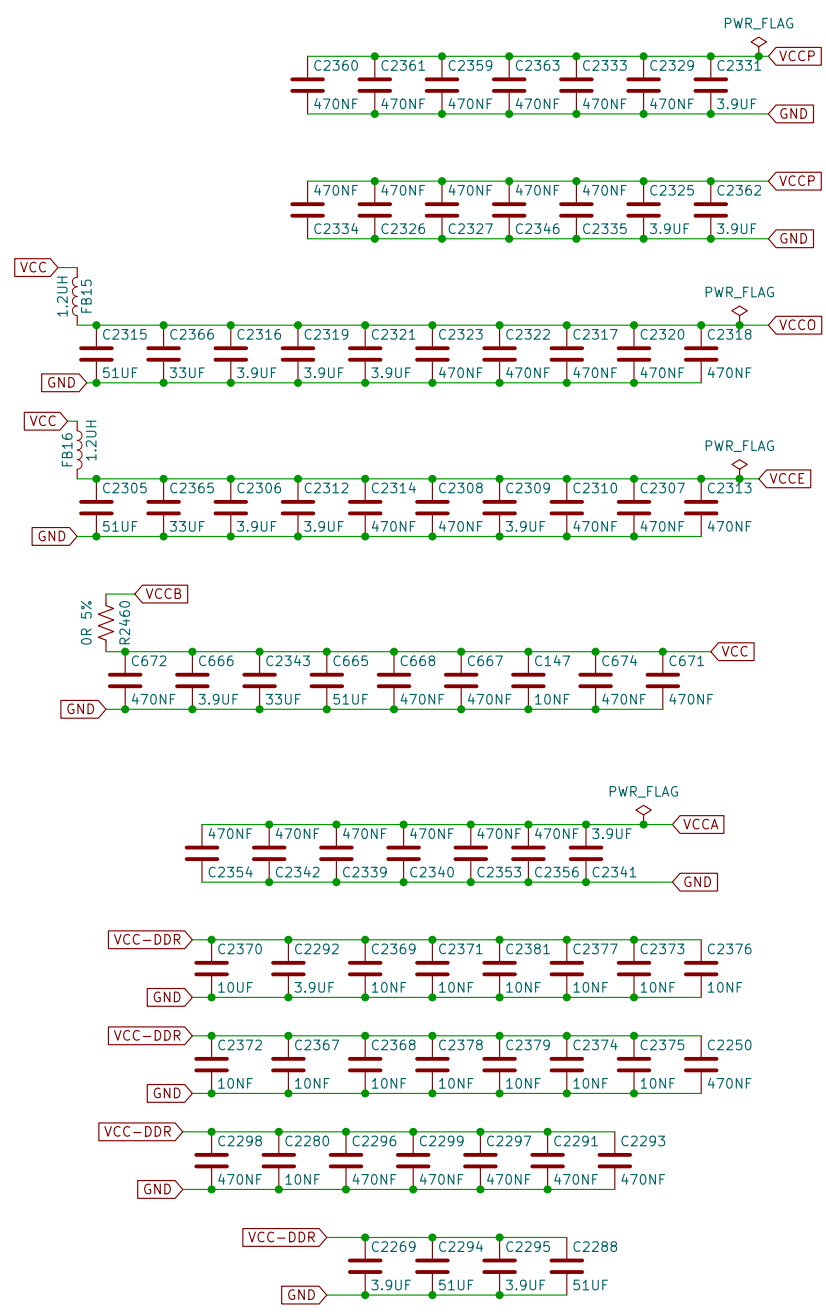 PWR_FLAG
C2360 C2361 C2359 C2363 C2333 C2329 C2331 VCCP
470NF 470NF 470NF 470NF 470NF 470NF 3.9UF GND
470NF 470NF 470NF 470NF 470NF C2325 C2362 VCCP
C2334 C2326 C2327 C2346 C2335 3.9UF 3.9UF GND
VCC
1.2UH
FB15
PWR_FLAG
C2315 C2366 C2316 C2319 C2321 C2323 C2322 C2317 C2320 C2318 VCCO
GND 51UF 33UF 3.9UF 3.9UF 3.9UF 470NF 470NF 470NF 470NF 470NF
VCC
FB16
1.2UH
PWR_FLAG
C2305 C2365 C2306 C2312 C2314 C2308 C2309 C2310 C2307 C2313 VCCE
GND 51UF 33UF 3.9UF 3.9UF 470NF 470NF 3.9UF 470NF 470NF 470NF
VCCB
0R 5%
R2460
C672 C666 C2343 C665 C668 C667 C147 C674 C671 VCC
GND 470NF 3.9UF 33UF 51UF 470NF 470NF 10NF 470NF 470NF
PWR_FLAG
470NF 470NF 470NF 470NF 470NF 470NF 3.9UF VCCA
C2354 C2342 C2339 C2340 C2353 C2356 C2341 GND
VCC-DDR C2370 C2292 C2369 C2371 C2381 C2377 C2373 C2376
GND 10UF 3.9UF 10NF 10NF 10NF 10NF 10NF 10NF
VCC-DDR C2372 C2367 C2368 C2378 C2379 C2374 C2375 C2250
GND 10NF 10NF 10NF 10NF 10NF 10NF 10NF 470NF
VCC-DDR C2298 C2280 C2296 C2299 C2297 C2291 C2293
GND 470NF 10NF 470NF 470NF 470NF 470NF 470NF
VCC-DDR C2269 C2294 C2295 C2288
GND 3.9UF 51UF 3.9UF 51UF